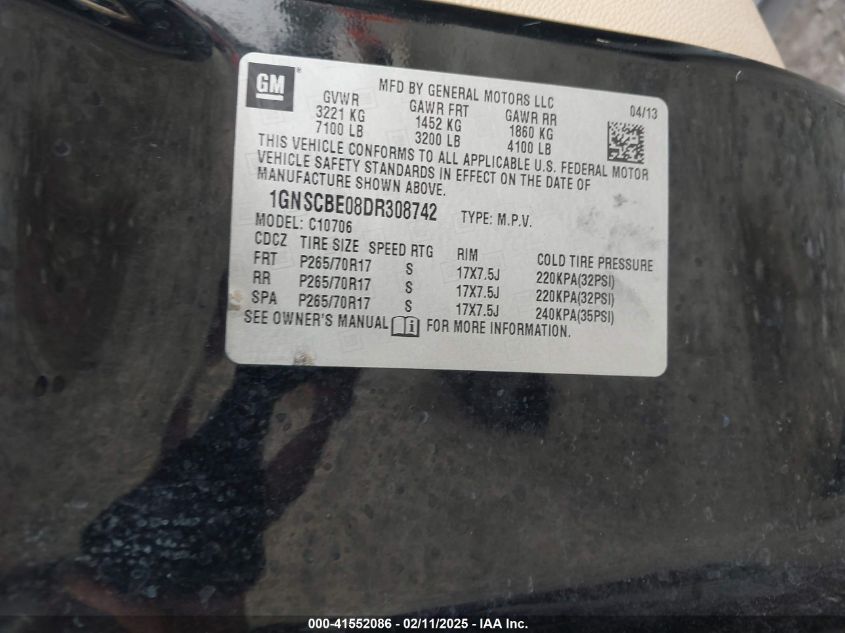 GM ®
MFD BY GENERAL MOTORS LLC
GVWR GAWR FRT GAWR RR 04/13
3221 KG 1452 KG 1860 KG
7100 LB 3200 LB 4100 LB
THIS VEHICLE CONFORMS TO ALL APPLICABLE U.S. FEDERAL MOTOR
VEHICLE SAFETY STANDARDS IN EFFECT ON THE DATE OF
MANUFACTURE SHOWN ABOVE.
1GNSCBE08DR308742 TYPE: M.P.V.
MODEL: C10706
CDCZ TIRE SIZE SPEED RTG RIM COLD TIRE PRESSURE
FRT P265/70R17 S 17X7.5J 220KPA(32PSI)
RR P265/70R17 S 17X7.5J 220KPA(32PSI)
SPA P265/70R17 S 17X7.5J 240KPA(35PSI)
SEE OWNER'S MANUAL i FOR MORE INFORMATION.
000-41552086 - 02/11/2025 - IAA Inc.